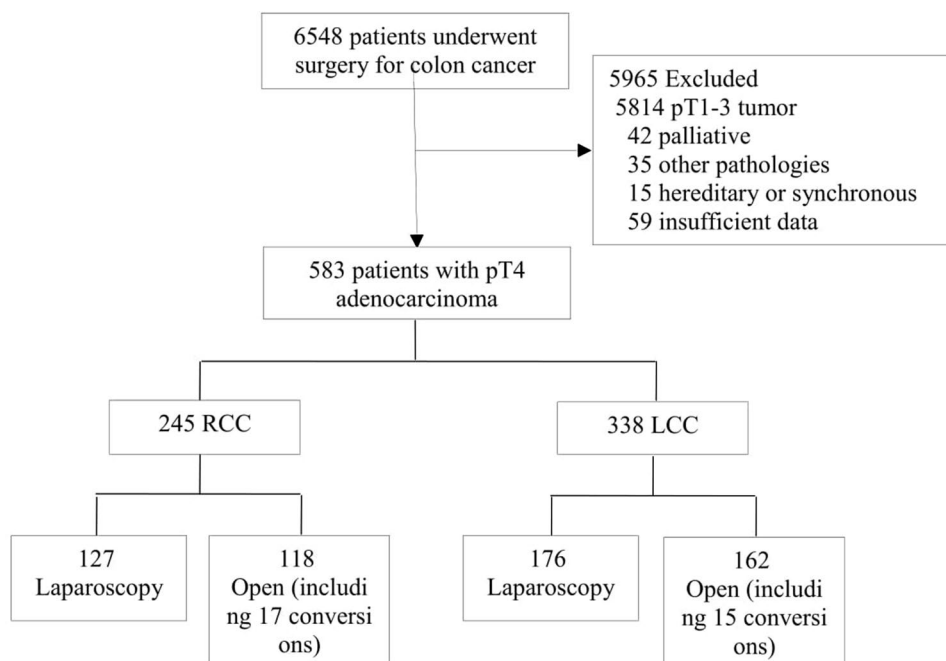 6548 patients underwent
surgery for colon cancer
5965 Excluded
5814 pT1-3 tumor
42 palliative
35 other pathologies
15 hereditary or synchronous
59 insufficient data
583 patients with pT4
adenocarcinoma
245 RCC
338 LCC
127
Laparoscopy
118
Open (includi
ng 17 conversi
ons)
176
Laparoscopy
162
Open (includi
ng 15 conversi
ons)